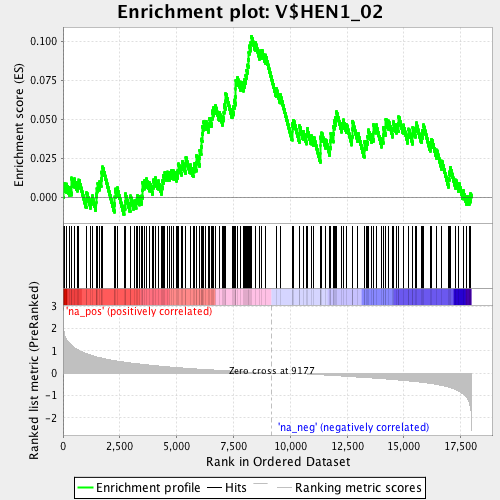 Enrichment plot: V$HEN1_02
Enrichment score (ES)
0.100
0.075
0.050
0.025
0.000
'na_pos' (positively correlated)
Ranked list metric (PreRanked)
3
2
1
0
-1
-2
Zero cross at 9177
'na_neg' (negatively correlated)
0
2,500
5,000
7,500
10,000
12,500
15,000
17,500
Rank in Ordered Dataset
Enrichment profile
Hits
Ranking metric scores